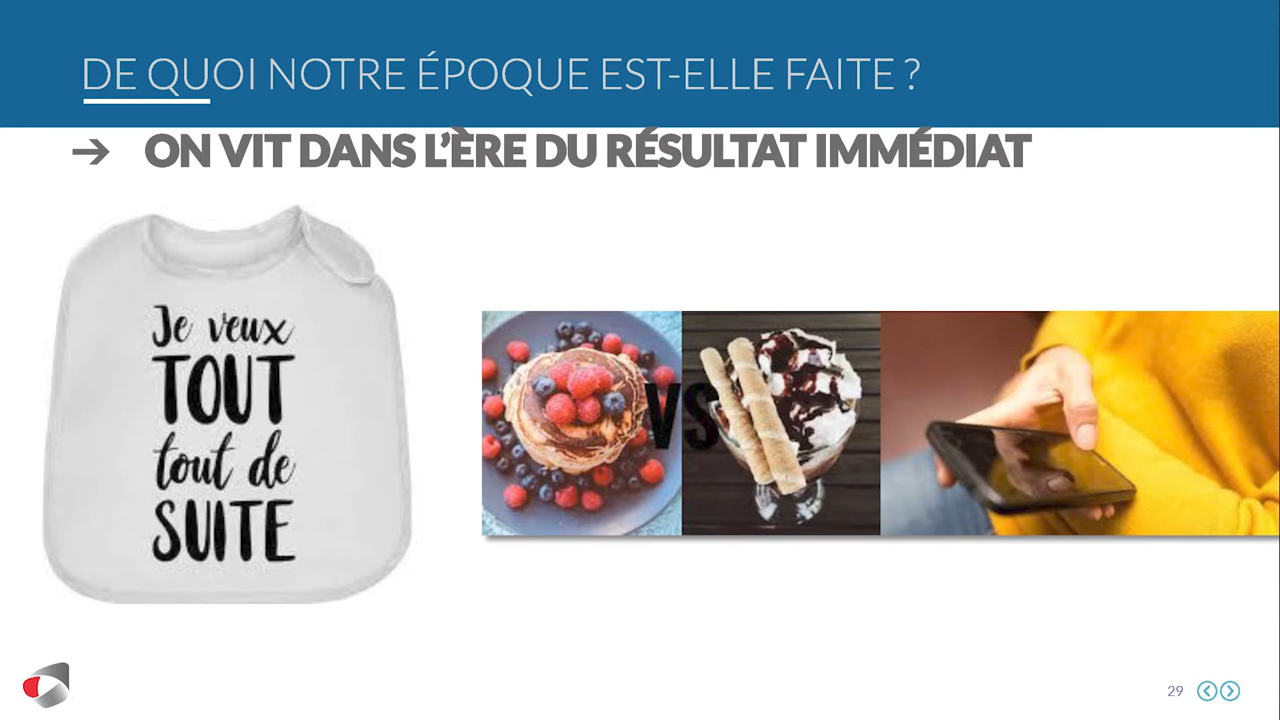 DE QUOI NOTRE ÉPOQUE EST-ELLE FAITE ?
➔ ON VIT DANS L'ÈRE DU RÉSULTAT IMMÉDIAT
Je veux
TOUT
tout de
SUITE
VS
29